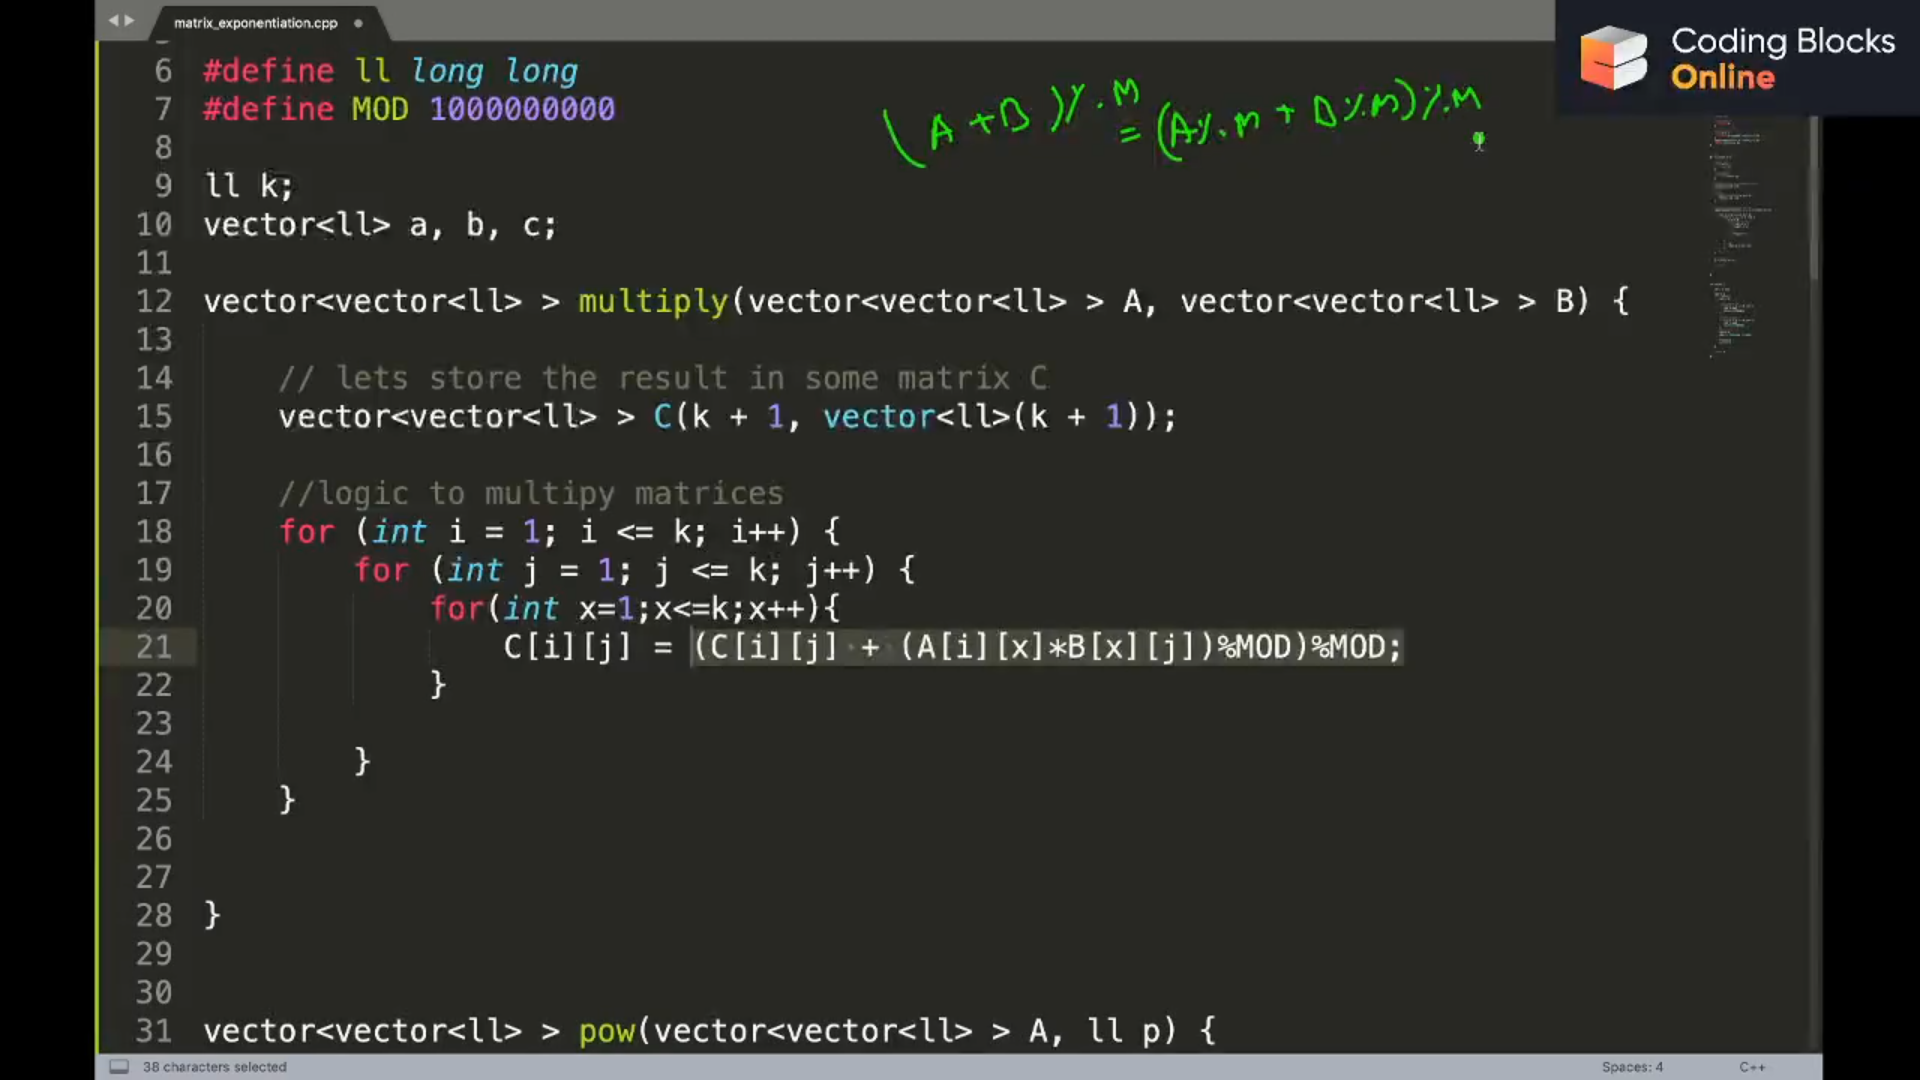 matrix_exponentiation.cpp
Coding Blocks
Online
6 #define ll long long
7 #define MOD 1000000000
(A+B)%.M
= (A%.M + B%.M)%.M
8
9 ll k;
10 vector<ll> a, b, c;
11
12 vector<vector<ll> > multiply(vector<vector<ll> > A, vector<vector<ll> > B) {
13
14 // lets store the result in some matrix C
15 vector<vector<ll> > C(k + 1, vector<ll>(k + 1));
16
17 //logic to multipy matrices
18 for (int i = 1; i <= k; i++) {
19 for (int j = 1; j <= k; j++) {
20 for(int x=1;x<=k;x++){
21 C[i][j] = (C[i][j] + (A[i][x]*B[x][j])%MOD)%MOD;
22 }
23
24 }
25 }
26
27
28 }
29
30
31 vector<vector<ll> > pow(vector<vector<ll> > A, ll p) {
38 characters selected
Spaces: 4
C++